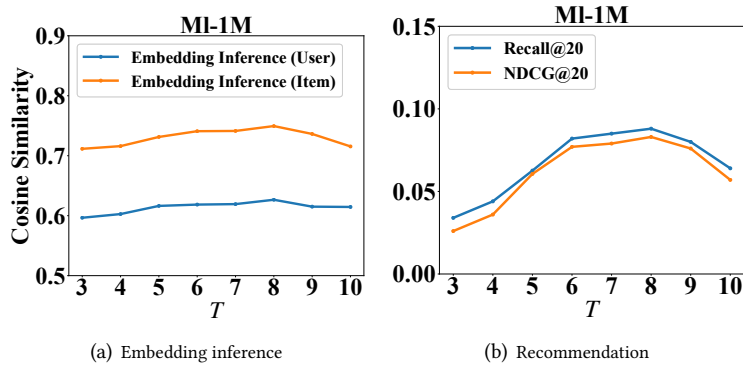 Ml-1M
0.9
0.8
0.7
0.6
0.5
Cosine Similarity
Embedding Inference (User)
Embedding Inference (Item)
3 4 5 6 7 8 9 10
T
(a) Embedding inference
Ml-1M
0.15
0.10
0.05
0.00
Recall@20
NDCG@20
3 4 5 6 7 8 9 10
T
(b) Recommendation